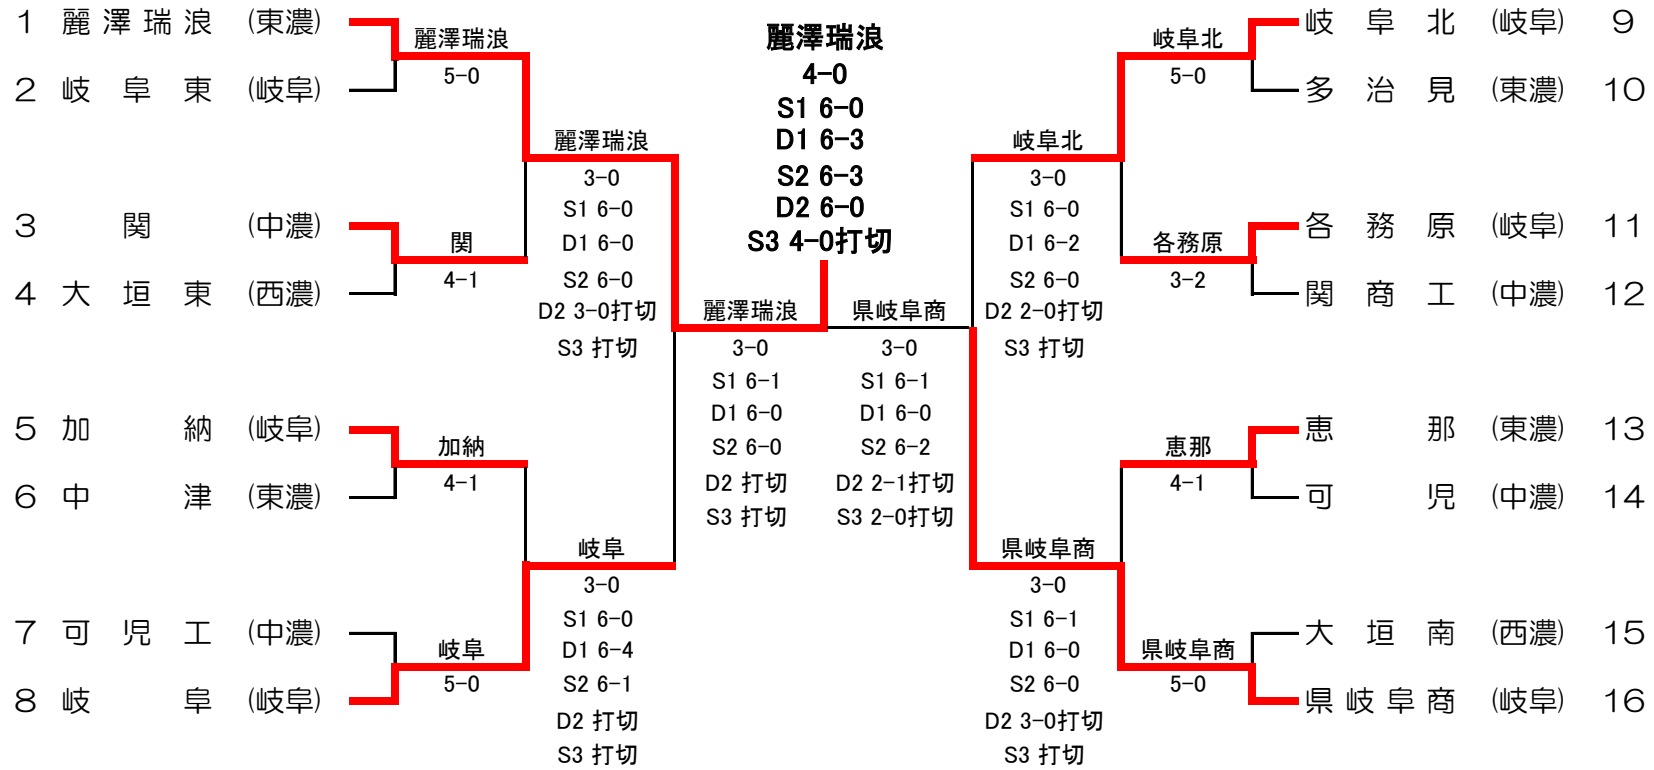 1 麗澤瑞浪 (東濃)
2 岐阜東 (岐阜)
3 関 (中濃)
4 大垣東 (西濃)
5 加納 (岐阜)
6 中津 (東濃)
7 可児工 (中濃)
8 岐阜 (岐阜)
麗澤瑞浪
5-0
関
4-1
加納
4-1
岐阜
5-0
麗澤瑞浪
3-0
S1 6-0
D1 6-0
S2 6-0
D2 3-0打切
S3 打切
岐阜
3-0
S1 6-0
D1 6-4
S2 6-1
D2 打切
S3 打切
麗澤瑞浪
3-0
S1 6-1
D1 6-0
S2 6-0
D2 打切
S3 打切
麗澤瑞浪
4-0
S1 6-0
D1 6-3
S2 6-3
D2 6-0
S3 4-0打切
県岐阜商
3-0
S1 6-1
D1 6-0
S2 6-2
D2 2-1打切
S3 2-0打切
岐阜北
3-0
S1 6-0
D1 6-2
S2 6-0
D2 2-0打切
S3 打切
県岐阜商
3-0
S1 6-1
D1 6-0
S2 6-0
D2 3-0打切
S3 打切
岐阜北
5-0
各務原
3-2
恵那
4-1
県岐阜商
5-0
岐阜北 (岐阜) 9
多治見 (東濃) 10
各務原 (岐阜) 11
関商工 (中濃) 12
恵那 (東濃) 13
可児 (中濃) 14
大垣南 (西濃) 15
県岐阜商 (岐阜) 16